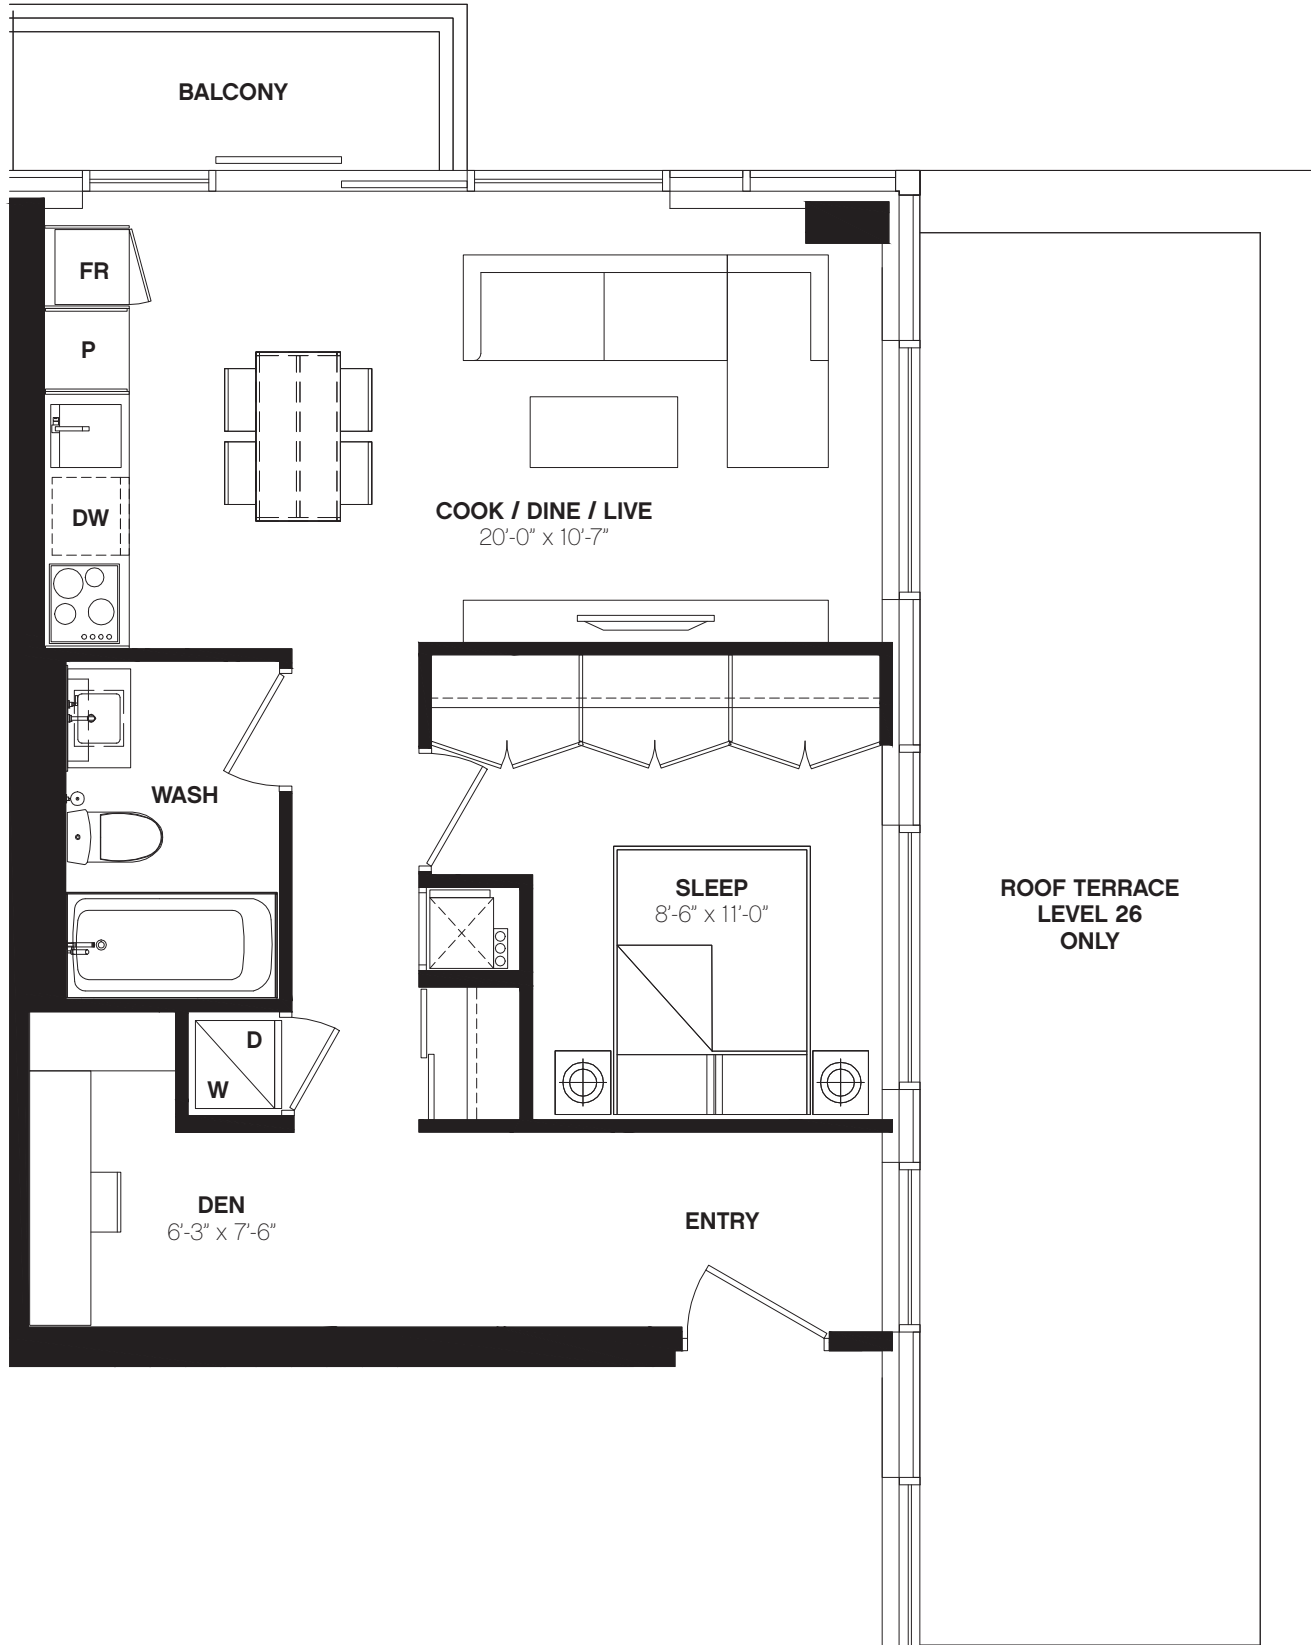 BALCONY
FR
P
DW
COOK / DINE / LIVE
20'-0" x 10'-7"
WASH
SLEEP
8'-6" x 11'-0"
ROOF TERRACE
LEVEL 26
ONLY
D
W
DEN
6'-3" x 7'-6"
ENTRY